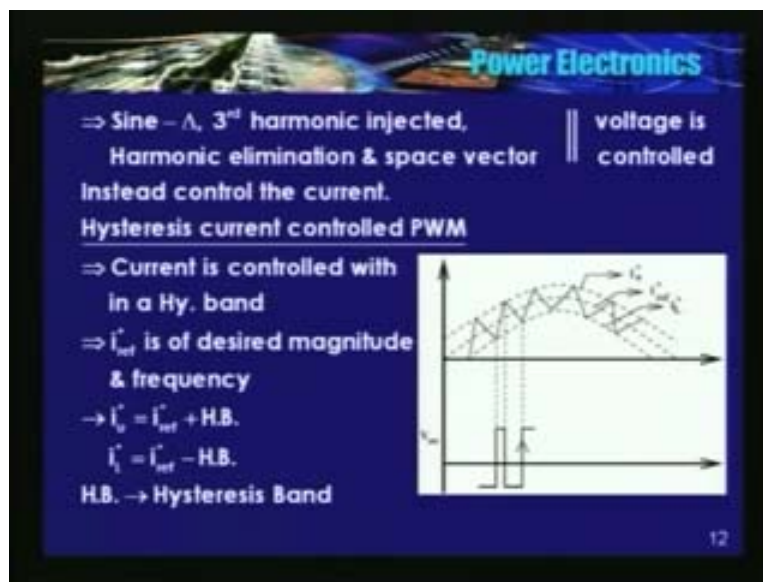 Power Electronics
⇒ Sine – Λ, 3rd harmonic injected, ‖ voltage is
Harmonic elimination & space vector ‖ controlled
Instead control the current.
Hysteresis current controlled PWM
⇒ Current is controlled with
in a Hy. band
⇒ i*ref is of desired magnitude
& frequency
→ i*u = i*ref + H.B.
i*L = i*ref – H.B.
H.B. → Hysteresis Band
12